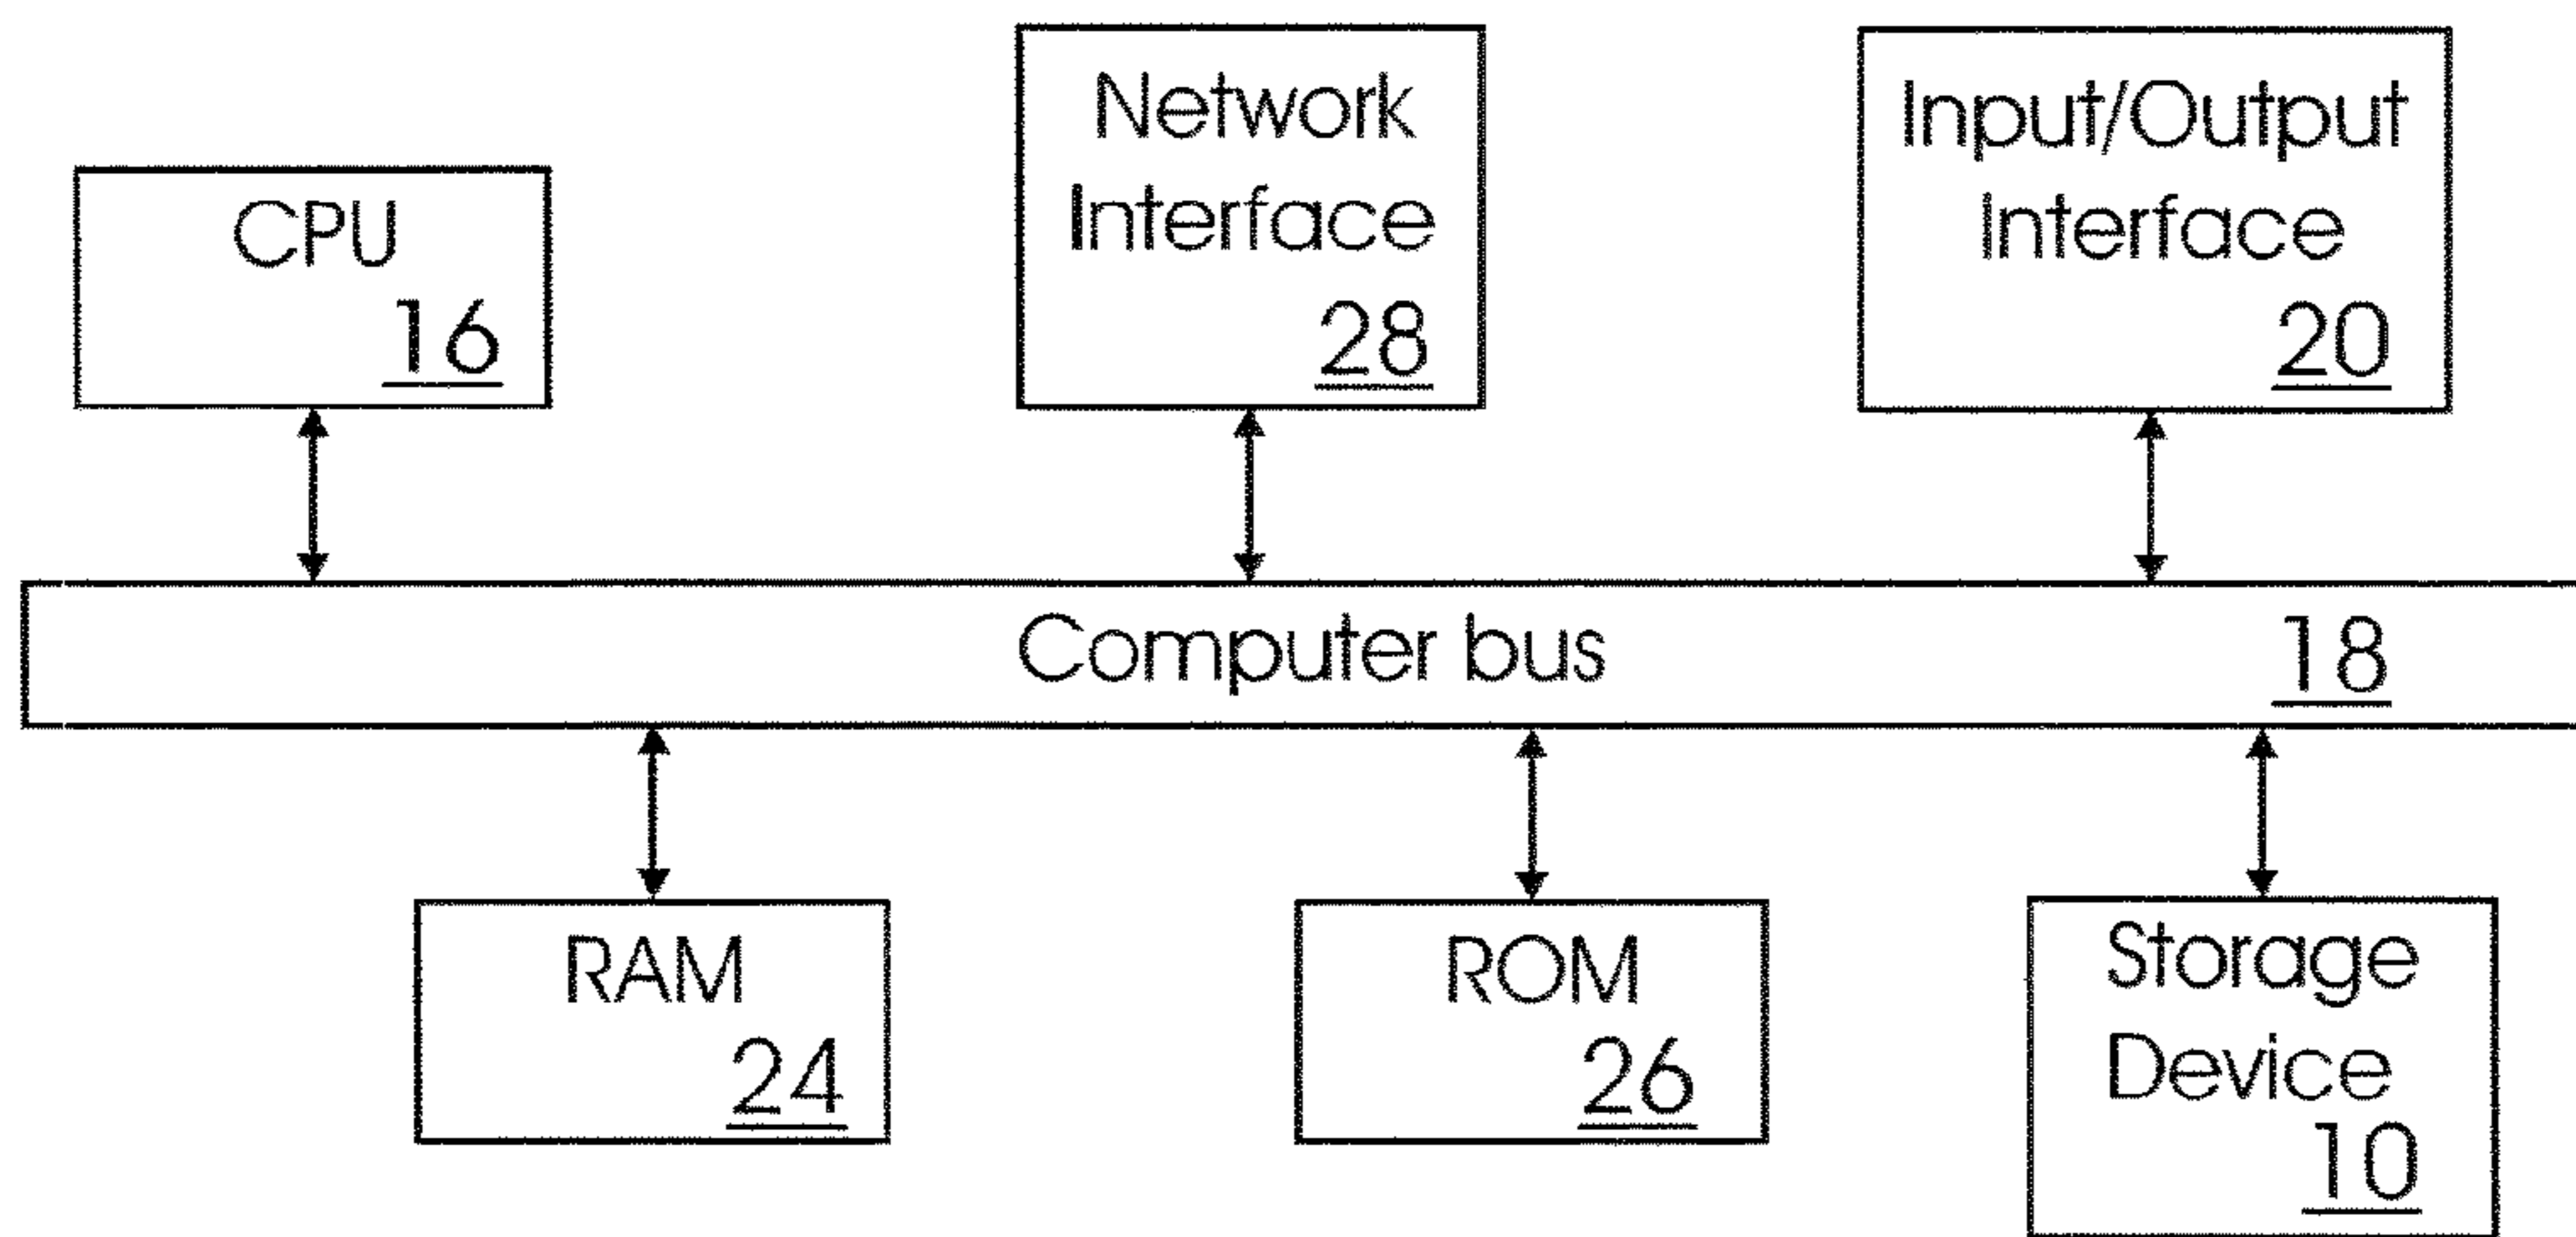 CPU
16
Network
Interface
28
Input/Output
Interface
20
Computer bus
18
RAM
24
ROM
26
Storage
Device
10